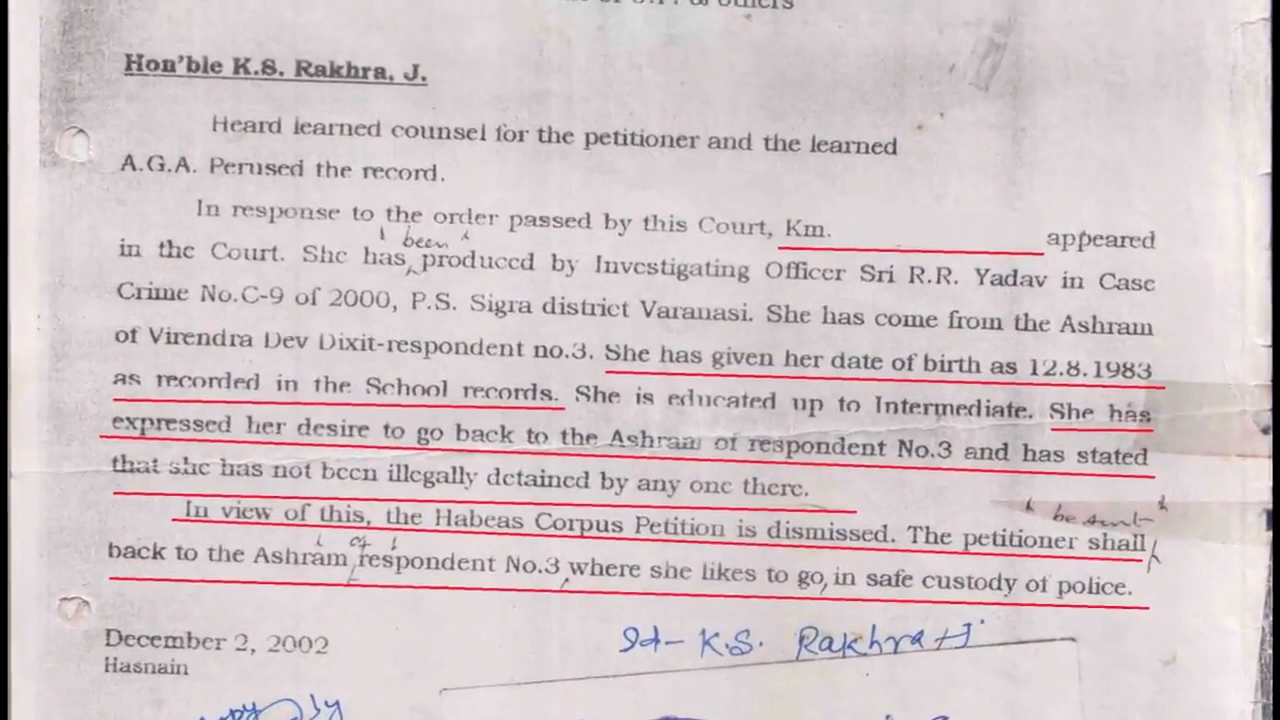 & others
Hon'ble K.S. Rakhra, J.
Heard learned counsel for the petitioner and the learned
A.G.A. Perused the record.
In response to the order passed by this Court, Km. appeared
been
in the Court. She has produced by Investigating Officer Sri R.R. Yadav in Case
Crime No.C-9 of 2000, P.S. Sigra district Varanasi. She has come from the Ashram
of Virendra Dev Dixit-respondent no.3. She has given her date of birth as 12.8.1983
as recorded in the School records. She is educated up to Intermediate. She has
expressed her desire to go back to the Ashram of respondent No.3 and has stated
that she has not been illegally detained by any one there.
be sent
In view of this, the Habeas Corpus Petition is dismissed. The petitioner shall
of
back to the Ashram respondent No.3, where she likes to go, in safe custody of police.
December 2, 2002
Sd- K.S. Rakhra J.
Hasnain